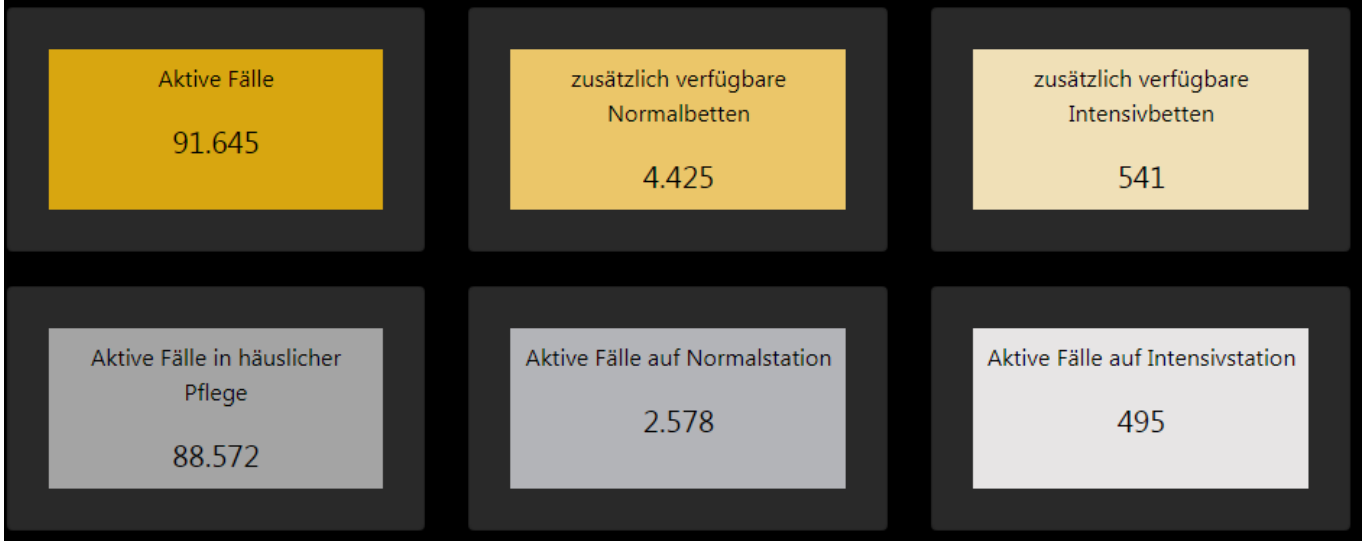 Aktive Fälle
91.645
zusätzlich verfügbare
Normalbetten
4.425
zusätzlich verfügbare
Intensivbetten
541
Aktive Fälle in häuslicher
Pflege
88.572
Aktive Fälle auf Normalstation
2.578
Aktive Fälle auf Intensivstation
495